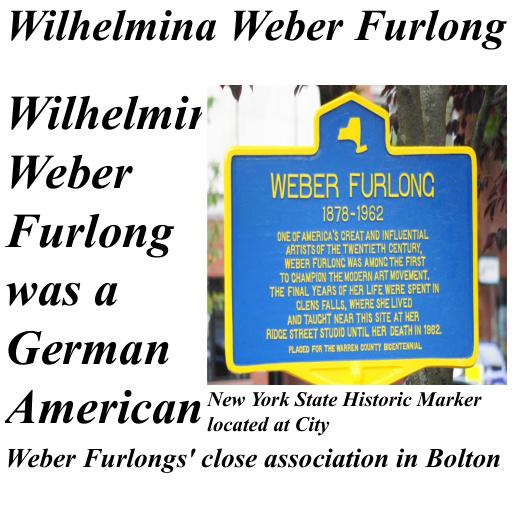 Wilhelmina Weber Furlong
Wilhelmin
Weber
Furlong
was a
German
American
WEBER FURLONG
1878-1962
ONE OF AMERICA'S GREAT AND INFLUENTIAL
ARTISTS OF THE TWENTIETH CENTURY,
WEBER FURLONG WAS AMONG THE FIRST
TO CHAMPION THE MODERN ART MOVEMENT.
THE FINAL YEARS OF HER LIFE WERE SPENT IN
GLENS FALLS, WHERE SHE LIVED
AND TAUGHT NEAR THIS SITE AT HER
RIDGE STREET STUDIO UNTIL HER DEATH IN 1962.
PLACED FOR THE WARREN COUNTY BICENTENNIAL
New York State Historic Marker
located at City
Weber Furlongs' close association in Bolton